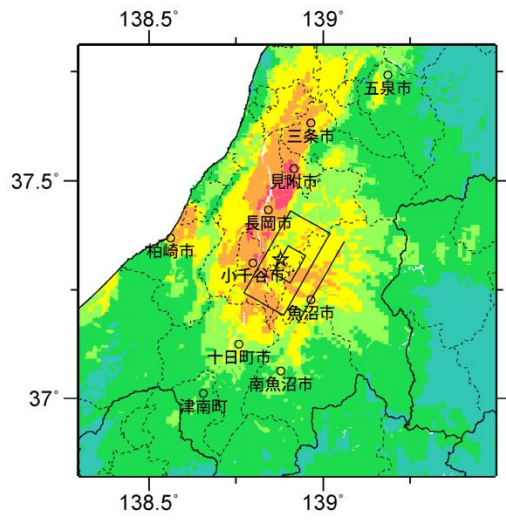 138.5° 139°
五泉市
三条市
37.5°
見附市
長岡市
柏崎市
小千谷市
魚沼市
十日町市
南魚沼市
37°
津南町
138.5° 139°